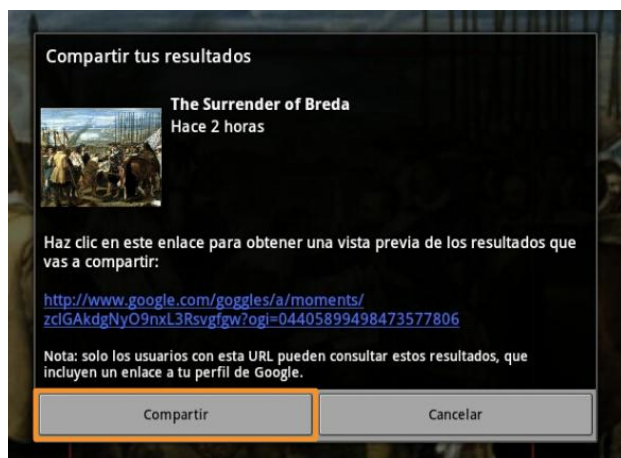 Compartir tus resultados
The Surrender of Breda
Hace 2 horas
Haz clic en este enlace para obtener una vista previa de los resultados que
vas a compartir:
http://www.google.com/goggles/a/moments/
zclGAkdgNyO9nxL3Rsvgfgw?ogi=04405899498473577806
Nota: solo los usuarios con esta URL pueden consultar estos resultados, que
incluyen un enlace a tu perfil de Google.
Compartir
Cancelar